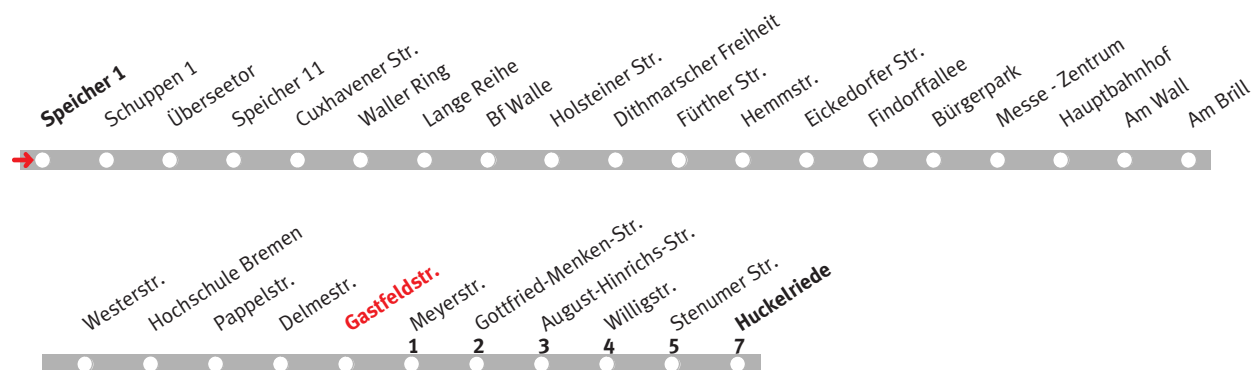 Speicher 1
Schuppen 1
Überseetor
Speicher 11
Cuxhavener Str.
Waller Ring
Lange Reihe
Bf Walle
Holsteiner Str.
Dithmarscher Freiheit
Fürther Str.
Hemmstr.
Eickedorfer Str.
Findorffallee
Bürgerpark
Messe - Zentrum
Hauptbahnhof
Am Wall
Am Brill
Westerstr.
Hochschule Bremen
Pappelstr.
Delmestr.
Gastfeldstr.
Meyerstr.
Gottfried-Menken-Str.
August-Hinrichs-Str.
Willigstr.
Stenumer Str.
Huckelriede
1 2 3 4 5 7